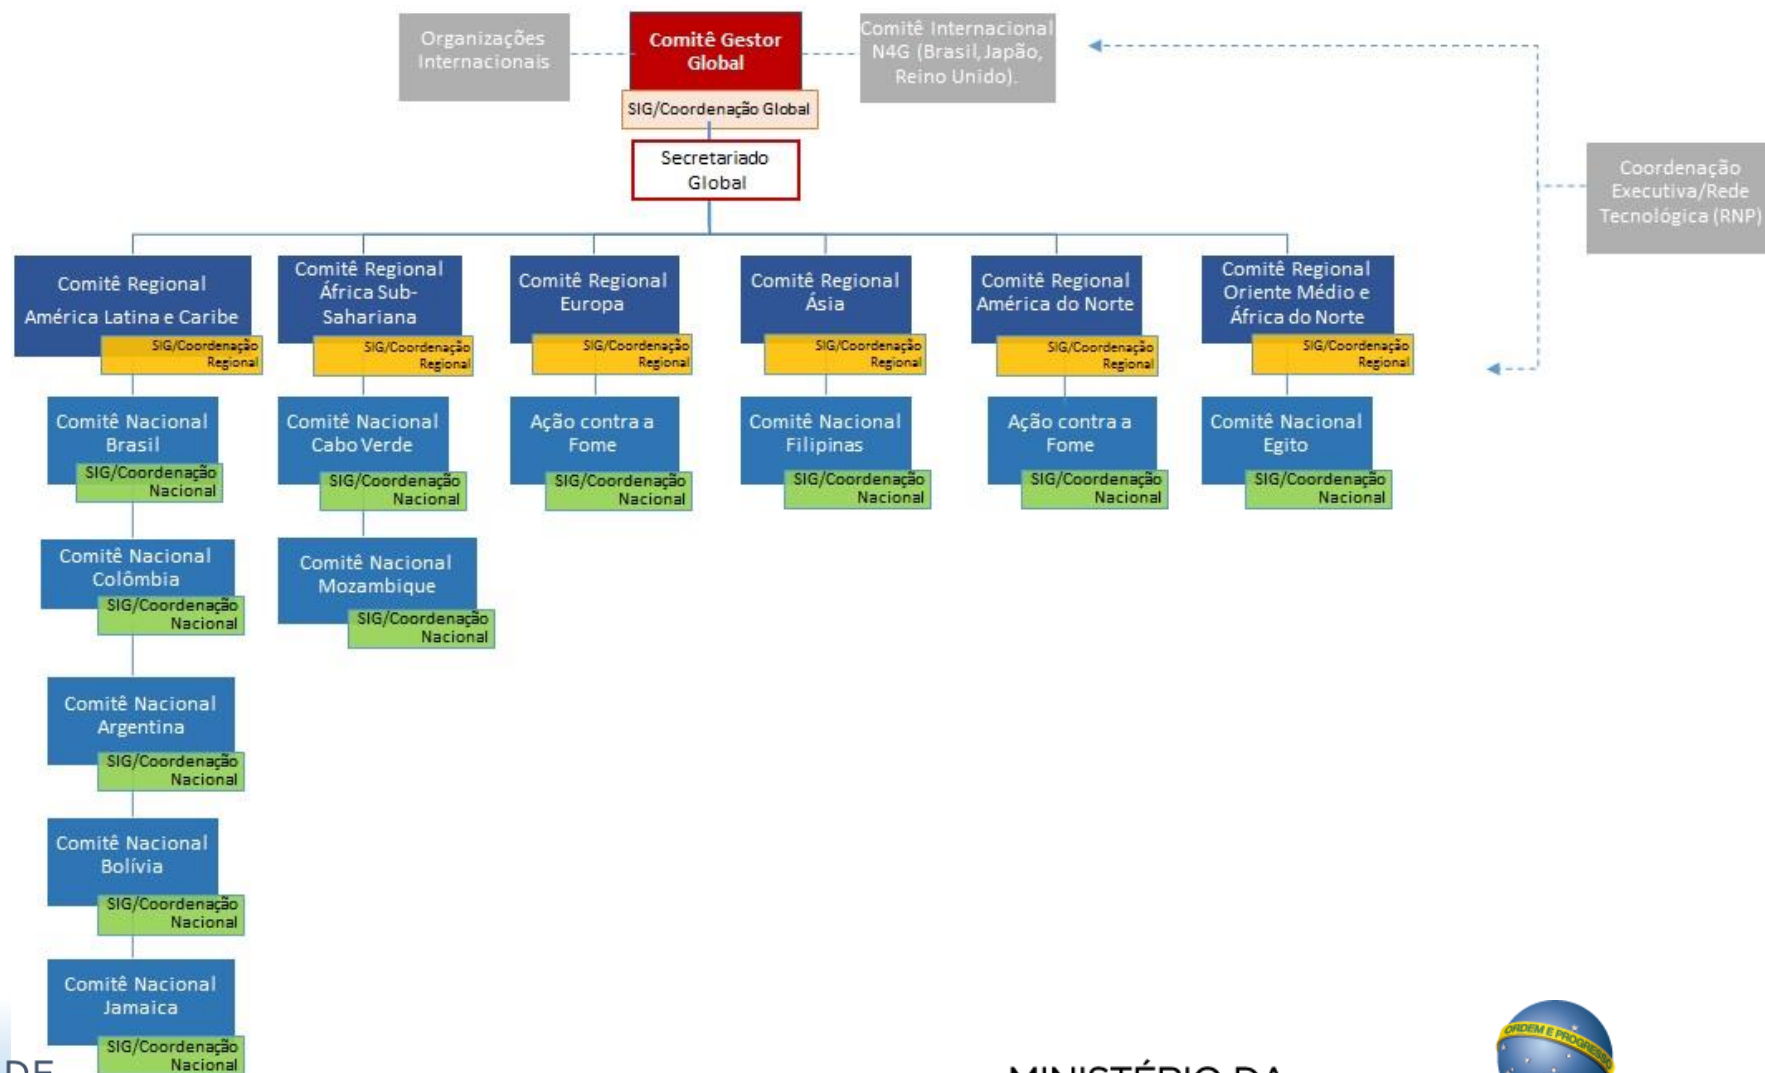 Organizações
Internacionais
Comitê Gestor
Global
Comitê Internacional
N4G (Brasil, Japão,
Reino Unido).
SIG/Coordenação Global
Secretariado
Global
Coordenação
Executiva/Rede
Tecnológica (RNP)
Comitê Regional
América Latina e Caribe
SIG/Coordenação
Regional
Comitê Regional
África Sub-
Sahariana
SIG/Coordenação
Regional
Comitê Regional
Europa
SIG/Coordenação
Regional
Comitê Regional
Ásia
SIG/Coordenação
Regional
Comitê Regional
América do Norte
SIG/Coordenação
Regional
Comitê Regional
Oriente Médio e
África do Norte
SIG/Coordenação
Regional
Comitê Nacional
Brasil
SIG/Coordenação
Nacional
Comitê Nacional
Cabo Verde
SIG/Coordenação
Nacional
Ação contra a
Fome
SIG/Coordenação
Nacional
Comitê Nacional
Filipinas
SIG/Coordenação
Nacional
Ação contra a
Fome
SIG/Coordenação
Nacional
Comitê Nacional
Egito
SIG/Coordenação
Nacional
Comitê Nacional
Colômbia
SIG/Coordenação
Nacional
Comitê Nacional
Mozambique
SIG/Coordenação
Nacional
Comitê Nacional
Argentina
SIG/Coordenação
Nacional
Comitê Nacional
Bolívia
SIG/Coordenação
Nacional
Comitê Nacional
Jamaica
SIG/Coordenação
Nacional
DE
MINISTÉRIO DA
ORDEM E PROGRESSO